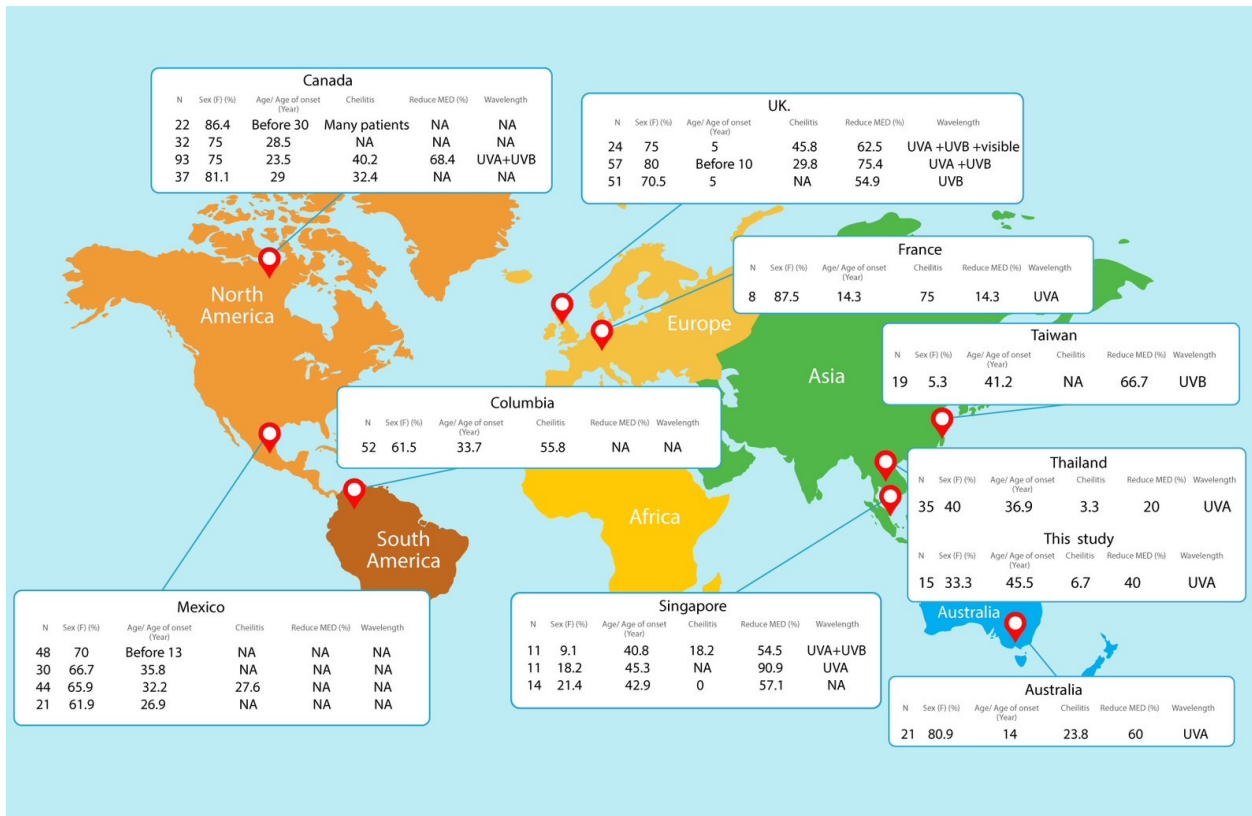 Canada
N Sex (F) (%) Age/ Age of onset (Year) Cheilitis Reduce MED (%) Wavelength
22 86.4 Before 30 Many patients NA NA
32 75 28.5 NA NA NA
93 75 23.5 40.2 68.4 UVA+UVB
37 81.1 29 32.4 NA NA
UK.
N Sex (F) (%) Age/ Age of onset (Year) Cheilitis Reduce MED (%) Wavelength
24 75 5 45.8 62.5 UVA +UVB +visible
57 80 Before 10 29.8 75.4 UVA +UVB
51 70.5 5 NA 54.9 UVB
France
N Sex (F) (%) Age/ Age of onset (Year) Cheilitis Reduce MED (%) Wavelength
8 87.5 14.3 75 14.3 UVA
North
America
Europe
Asia
Taiwan
N Sex (F) (%) Age/ Age of onset (Year) Cheilitis Reduce MED (%) Wavelength
19 5.3 41.2 NA 66.7 UVB
Columbia
N Sex (F) (%) Age/ Age of onset (Year) Cheilitis Reduce MED (%) Wavelength
52 61.5 33.7 55.8 NA NA
Thailand
N Sex (F) (%) Age/ Age of onset (Year) Cheilitis Reduce MED (%) Wavelength
35 40 36.9 3.3 20 UVA
This study
N Sex (F) (%) Age/ Age of onset (Year) Cheilitis Reduce MED (%) Wavelength
15 33.3 45.5 6.7 40 UVA
Africa
South
America
Mexico
N Sex (F) (%) Age/ Age of onset (Year) Cheilitis Reduce MED (%) Wavelength
48 70 Before 13 NA NA NA
30 66.7 35.8 NA NA NA
44 65.9 32.2 27.6 NA NA
21 61.9 26.9 NA NA NA
Singapore
N Sex (F) (%) Age/ Age of onset (Year) Cheilitis Reduce MED (%) Wavelength
11 9.1 40.8 18.2 54.5 UVA+UVB
11 18.2 45.3 NA 90.9 UVA
14 21.4 42.9 0 57.1 NA
Australia
Australia
N Sex (F) (%) Age/ Age of onset (Year) Cheilitis Reduce MED (%) Wavelength
21 80.9 14 23.8 60 UVA